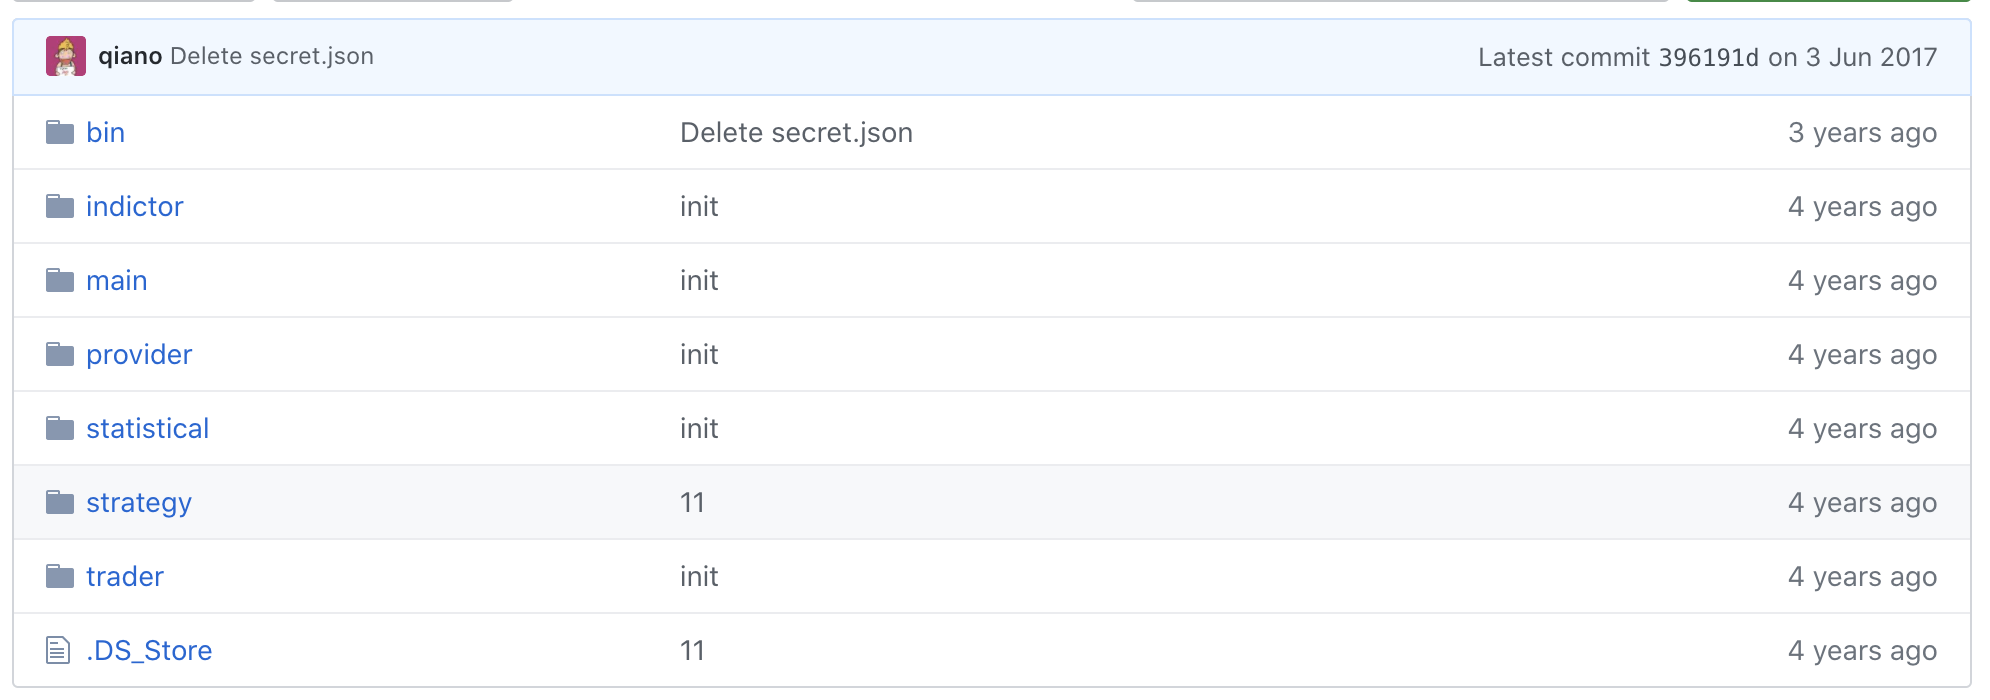 qiano Delete secret.json Latest commit 396191d on 3 Jun 2017
bin Delete secret.json 3 years ago
indictor init 4 years ago
main init 4 years ago
provider init 4 years ago
statistical init 4 years ago
strategy 11 4 years ago
trader init 4 years ago
.DS_Store 11 4 years ago